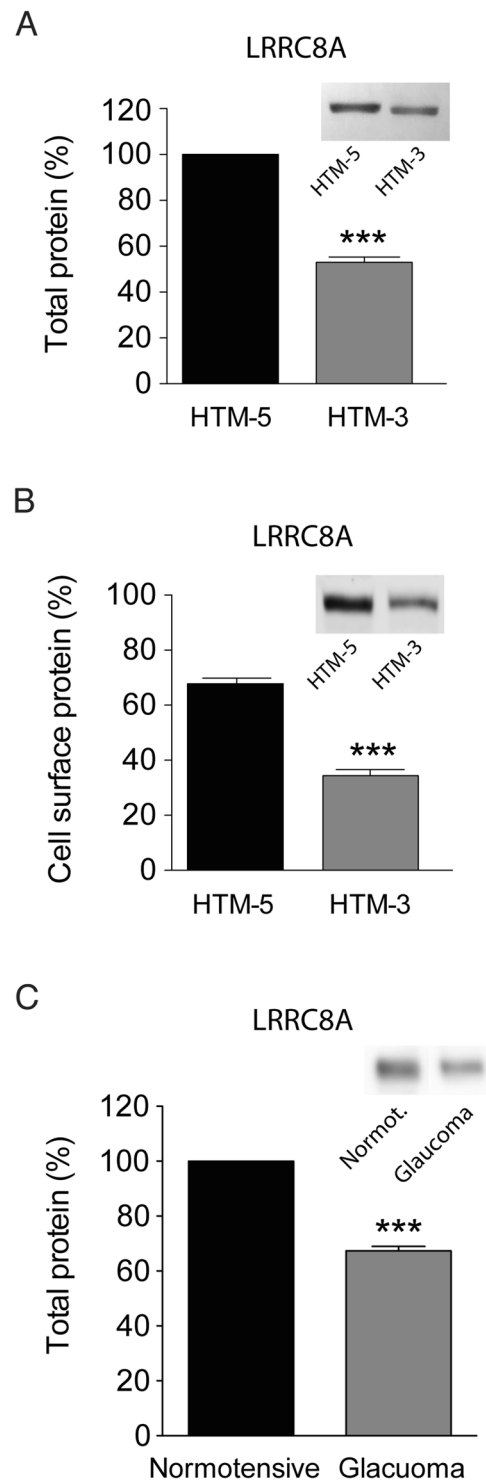 A
LRRC8A
120
100
80
60
40
20
0
Total protein (%)
HTM-5
HTM-3
***
HTM-5
HTM-3
B
LRRC8A
100
80
60
40
20
0
Cell surface protein (%)
HTM-5
HTM-3
***
HTM-5
HTM-3
C
LRRC8A
120
100
80
60
40
20
0
Total protein (%)
Normot.
Glaucoma
***
Normotensive
Glacuoma